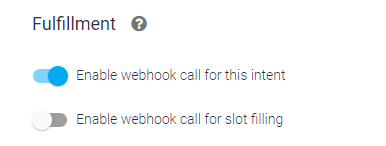 Fulfillment ?
Enable webhook call for this intent
Enable webhook call for slot filling